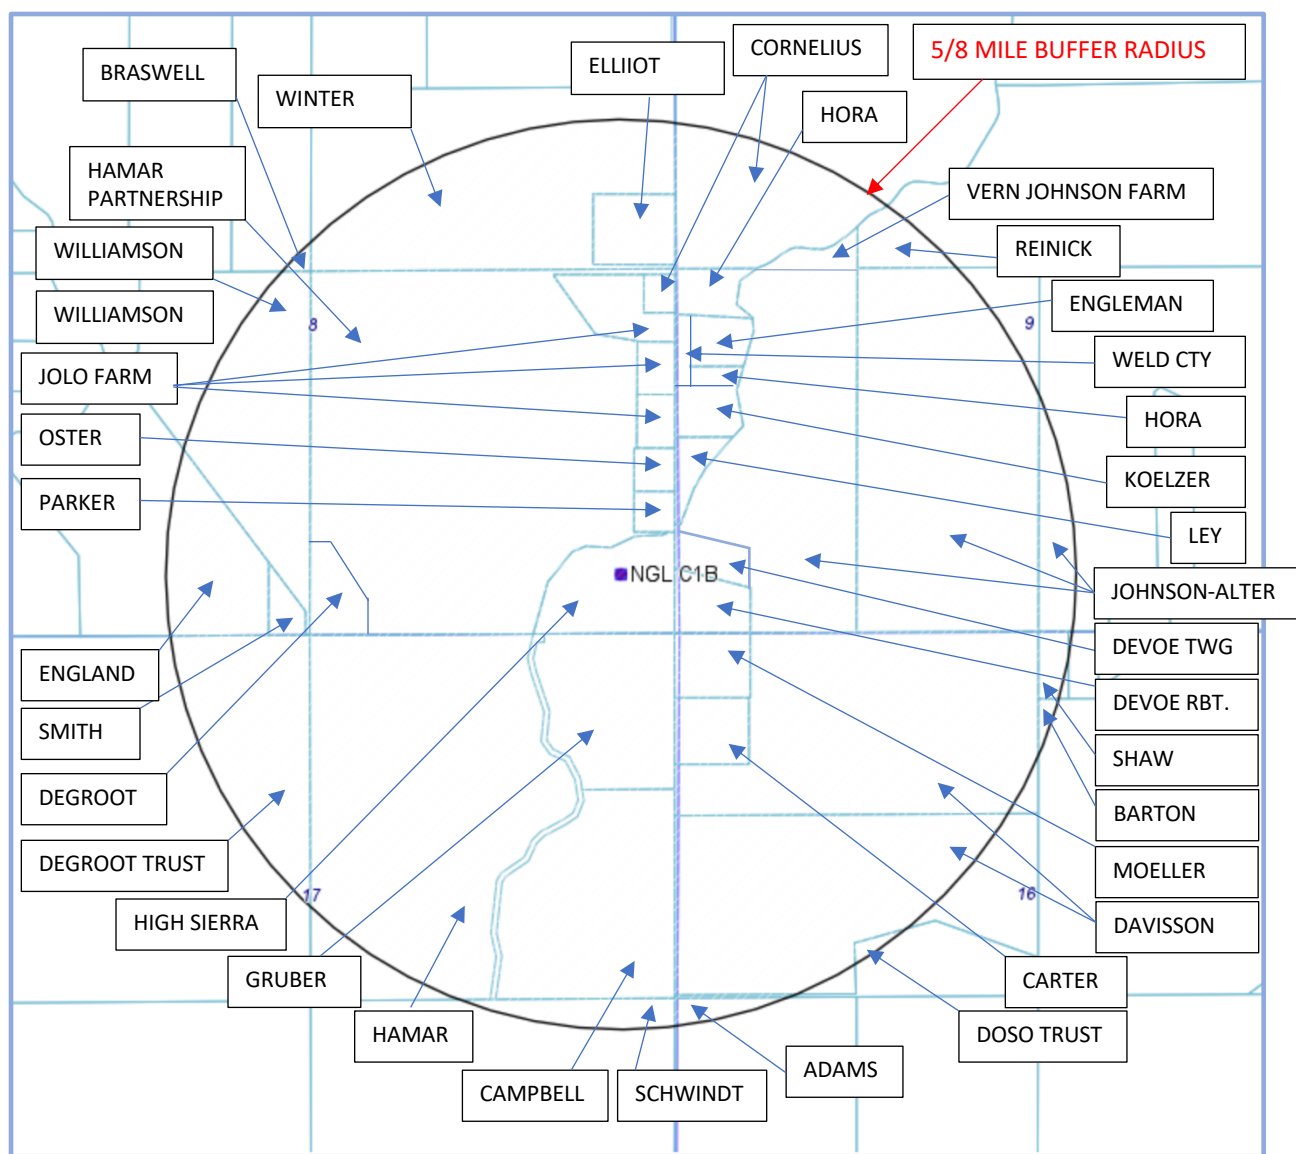 CORNELIUS
5/8 MILE BUFFER RADIUS
BRASWELL
ELLIIOT
WINTER
HORA
HAMAR
PARTNERSHIP
VERN JOHNSON FARM
WILLIAMSON
REINICK
WILLIAMSON
ENGLEMAN
8
9
WELD CTY
JOLO FARM
HORA
OSTER
KOELZER
PARKER
LEY
NGL C1B
JOHNSON-ALTER
DEVOE TWG
ENGLAND
DEVOE RBT.
SMITH
SHAW
DEGROOT
BARTON
DEGROOT TRUST
MOELLER
17
16
HIGH SIERRA
DAVISSON
GRUBER
CARTER
HAMAR
DOSO TRUST
ADAMS
CAMPBELL
SCHWINDT